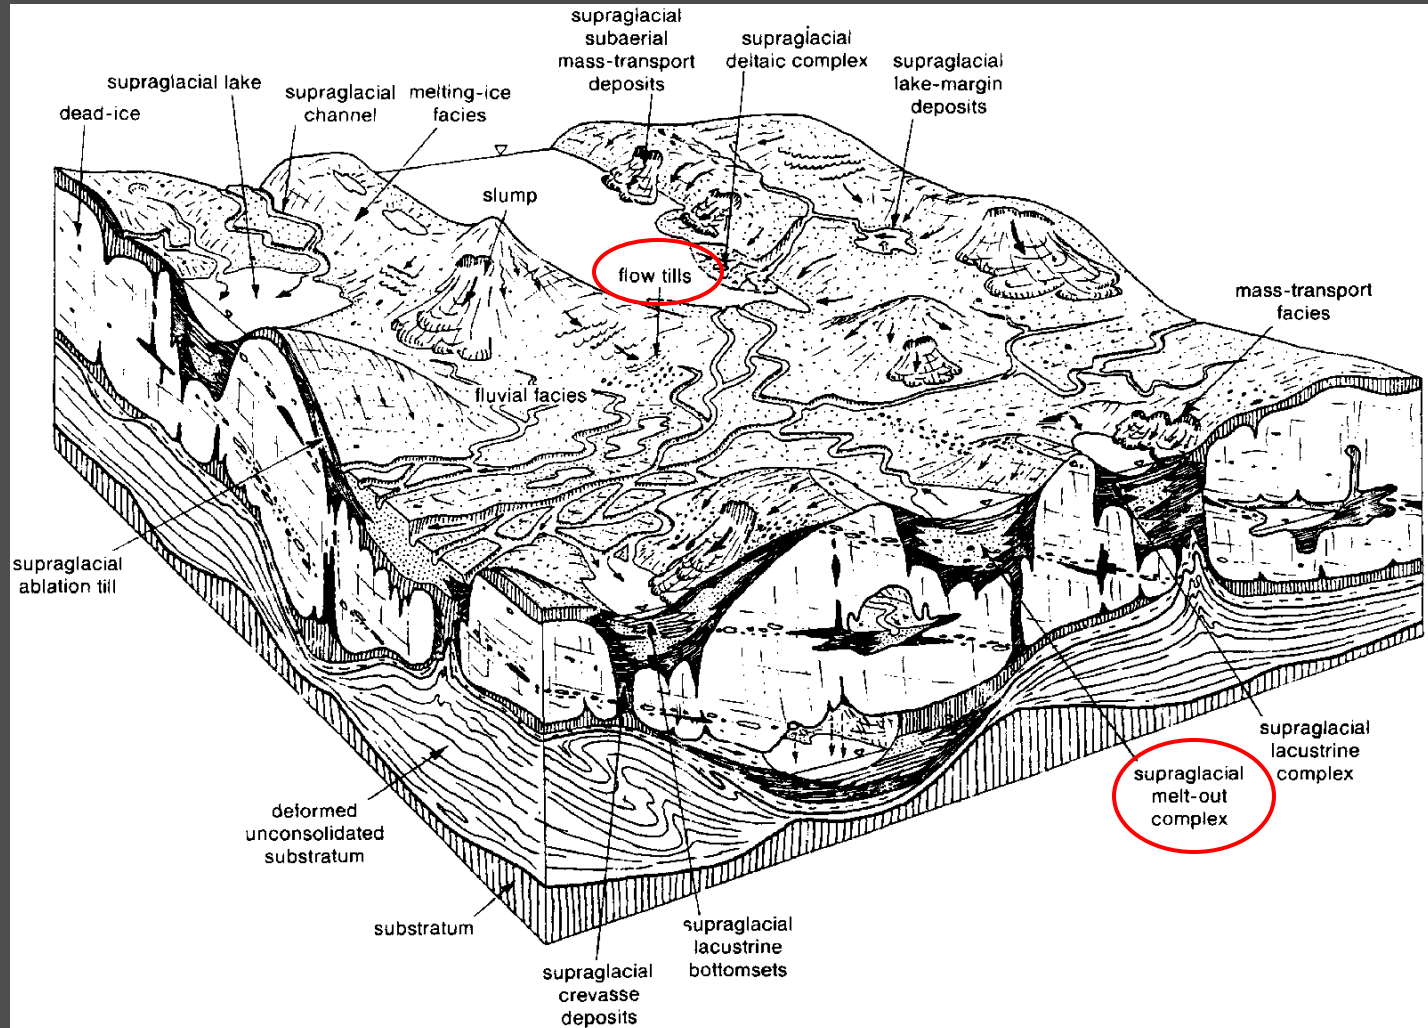 supraglacial
subaerial
mass-transport
deposits
supraglacial
deltaic complex
supraglacial
lake-margin
deposits
supraglacial lake
supraglacial
channel
melting-ice
facies
dead-ice
slump
flow tills
mass-transport
facies
fluvial facies
supraglacial
ablation till
supraglacial
lacustrine
complex
supraglacial
melt-out
complex
deformed
unconsolidated
substratum
substratum
supraglacial
lacustrine
bottomsets
supraglacial
crevasse
deposits